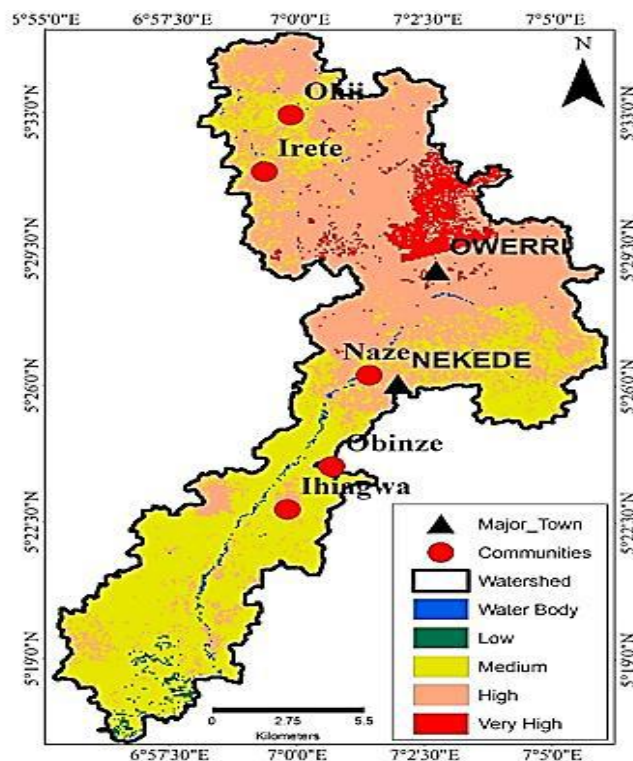 5°55'0"E 6°57'30"E 7°0'0"E 7°2'30"E 7°5'0"E
N
5°33'0"N Ohii 5°33'0"N
Irete
5°29'30"N OWERRI 5°29'30"N
Naze NEKEDE
5°26'0"N 5°26'0"N
Obinze
Ihingwa
5°22'30"N 5°22'30"N
Major_Town
Communities
Watershed
Water Body
Low
Medium
High
Very High
5°19'0"N 5°19'0"N
0 2.75 5.5
Kilometers
6°57'30"E 7°0'0"E 7°2'30"E 7°5'0"E